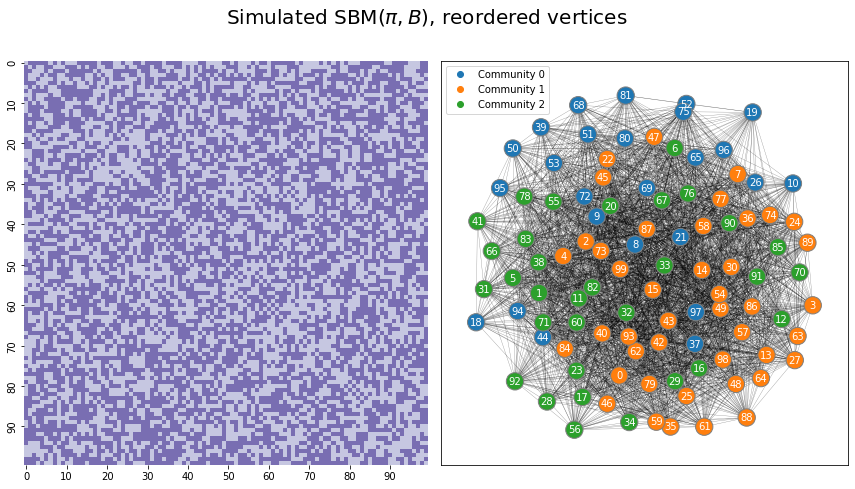 Simulated SBM(π, B), reordered vertices
0
10
20
30
40
50
60
70
80
90
0 10 20 30 40 50 60 70 80 90
Community 0
Community 1
Community 2
81
68 52
75 19
39 51 80 47
50 53 22 6 65 96
95 45 69 7 26 10
78 55 72 20 67 76 77
41 9 87 58 90 36 74 24
66 83 2 73 8 21 85 89
38 4 99 33 14 30 91 70
31 5 1 11 82 15 54 3
18 94 71 60 32 43 97 49 86 12
44 84 40 93 62 42 37 57 63
92 23 0 79 29 16 98 13 27
28 17 46 25 48 64
56 34 59 35 61 88